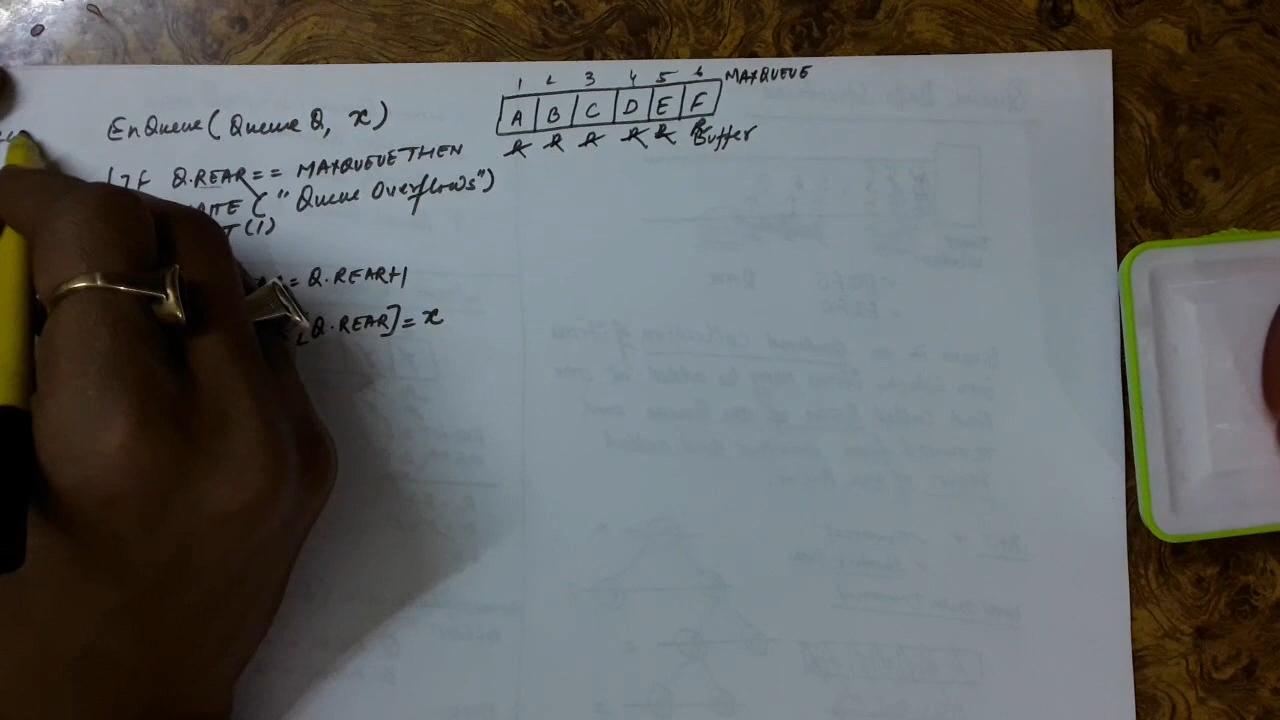 1 2 3 4 5 6 MAXQUEUE
EnQueue(Queue Q, x)
A B C D E F
R R R R R R Buffer
IF Q.REAR == MAXQUEUE THEN
("Queue Overflows")
(1)
= Q.REAR+1
[Q.REAR] = x